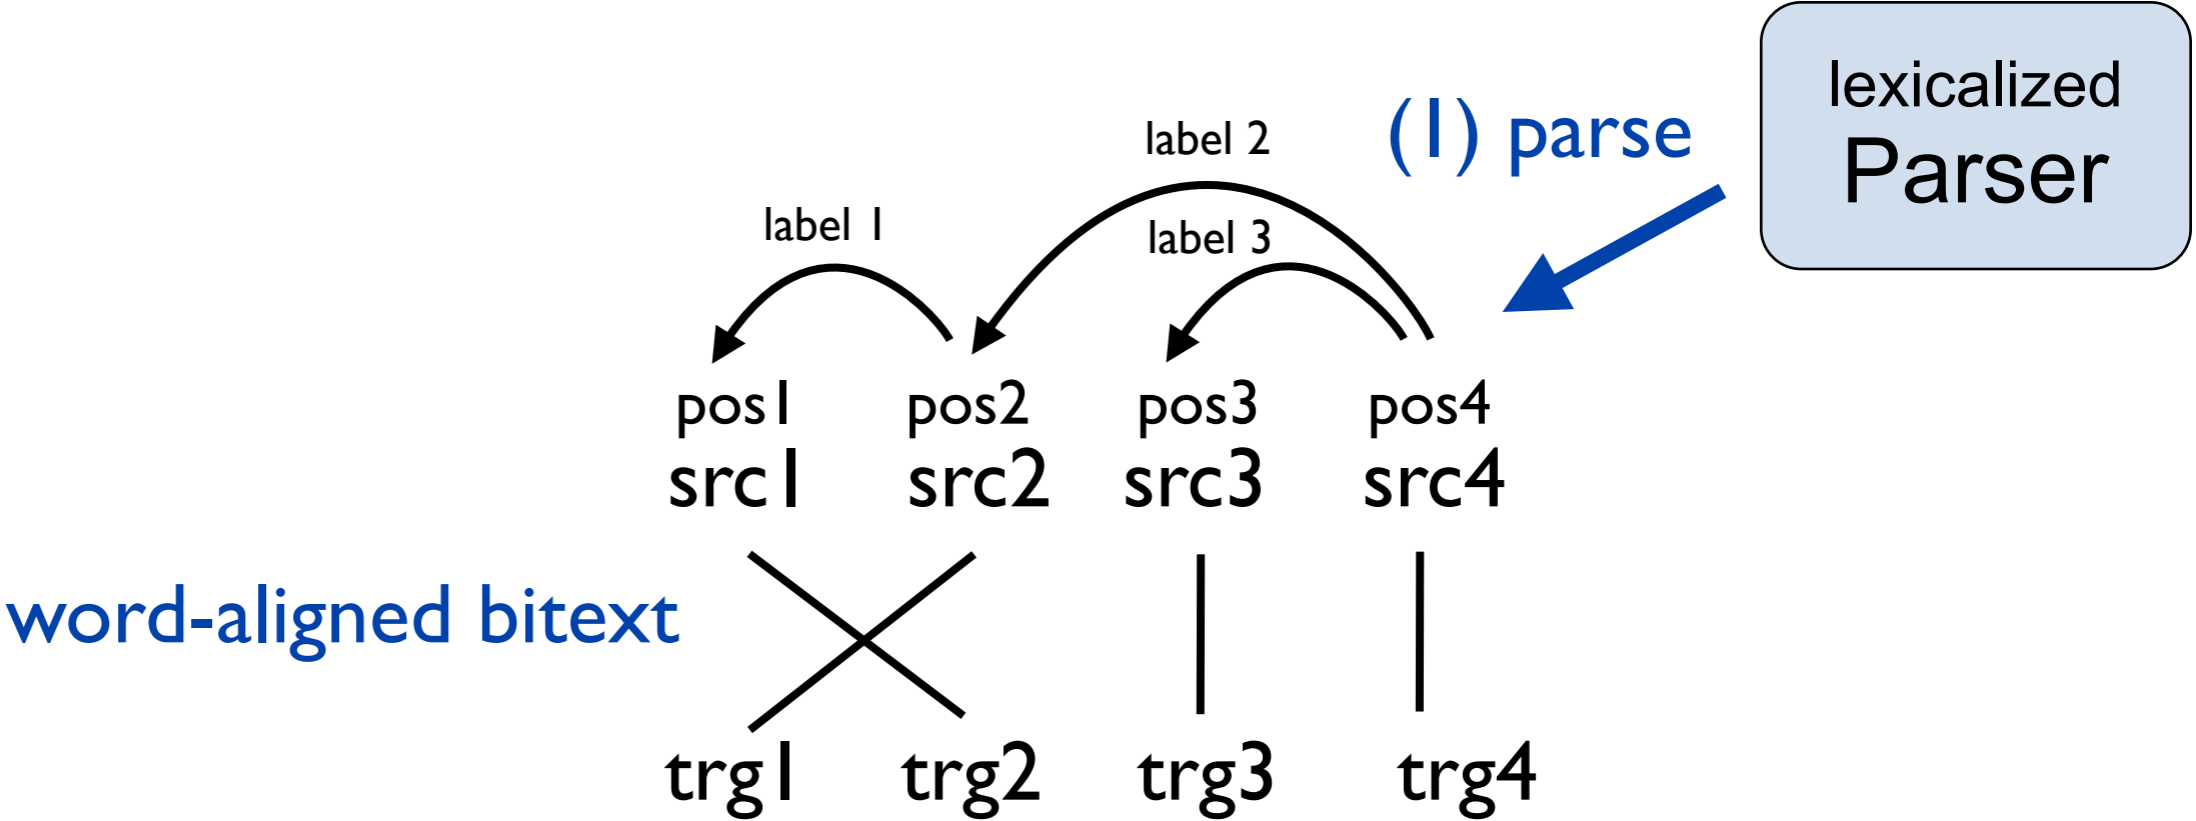 lexicalized
Parser
(1) parse
label 2
label 1
label 3
pos1 pos2 pos3 pos4
src1 src2 src3 src4
word-aligned bitext
trg1 trg2 trg3 trg4